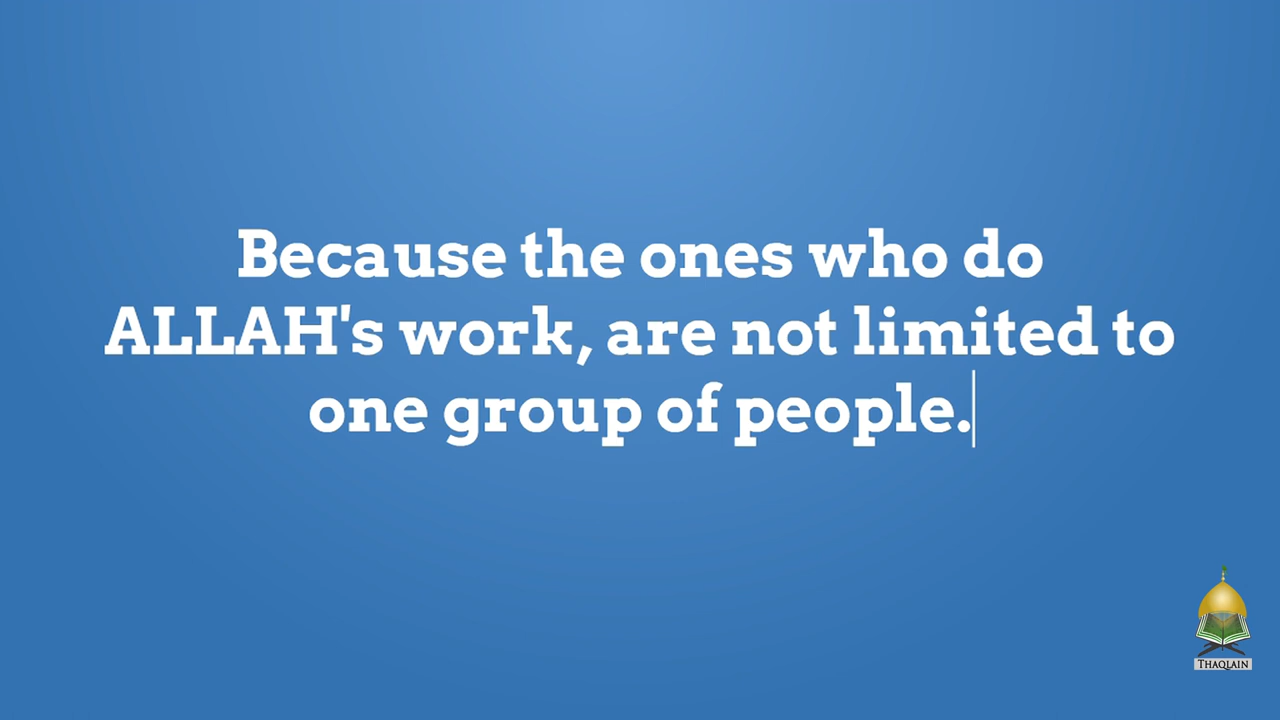 Because the ones who do
ALLAH's work, are not limited to
one group of people.
THAQLAIN